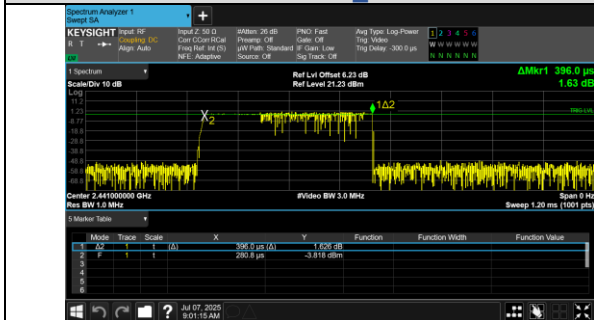 Spectrum Analyzer 1
Swept SA
+
KEYSIGHT Input: RF Input Z: 50 Ω #Atten: 26 dB PNO: Fast Avg Type: Log-Power 1 2 3 4 5 6
R T Coupling: DC Corr CCorr RCal Preamp: Off Gate: Off Trig: Video W W W W W W
Align: Auto Freq Ref: Int (S) µW Path: Standard IF Gain: Low Trig Delay: -300.0 µs
NFE: Adaptive Source: Off Sig Track: Off N N N N N N
1 Spectrum Ref Lvl Offset 6.23 dB ΔMkr1 396.0 µs
Scale/Div 10 dB Ref Level 21.23 dBm 1.63 dB
Log
11.2
1.23 1Δ2 TRIG LVL
-8.77 X2
-18.8
-28.8
-38.8
-48.8
-58.8
-68.8
Center 2.441000000 GHz #Video BW 3.0 MHz Span 0 Hz
Res BW 1.0 MHz Sweep 1.20 ms (1001 pts)
5 Marker Table
Mode Trace Scale X Y Function Function Width Function Value
1 Δ2 1 t (Δ) 396.0 µs (Δ) 1.626 dB
2 F 1 t 280.8 µs -3.818 dBm
3
4
5
6
? Jul 07, 2025
9:01:15 AM